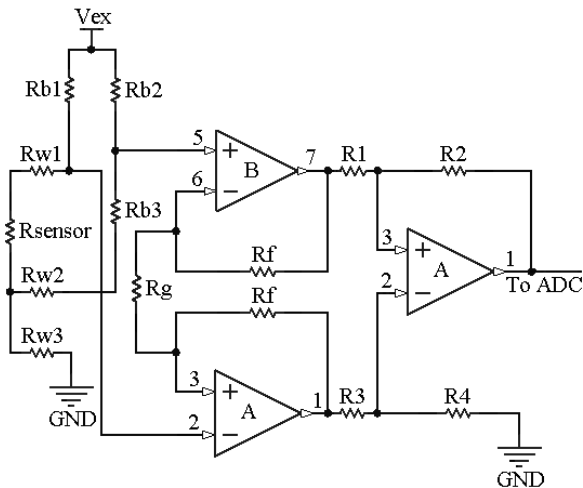 Vex
Rb1
Rb2
Rw1
5
+
7
R1
R2
6
−
B
Rb3
Rsensor
3
+
1
Rf
A
Rw2
Rg
Rf
2
−
To ADC
Rw3
3
+
GND
A
1
R3
R4
2
−
GND